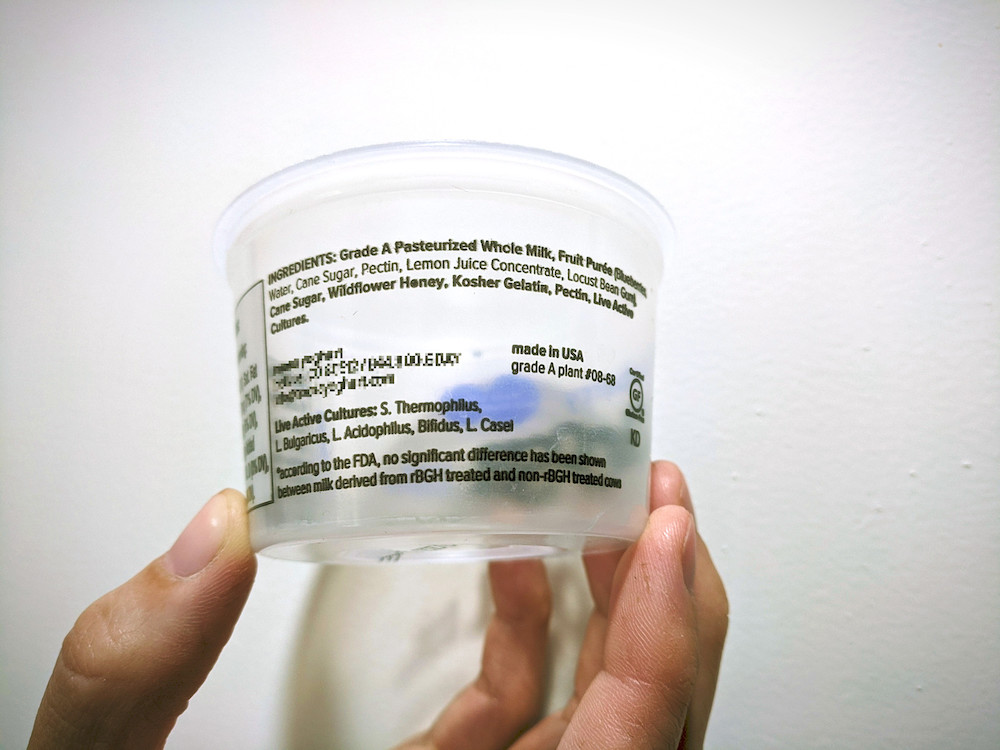 INGREDIENTS: Grade A Pasteurized Whole Milk, Fruit Purée (Blueberries,
Water, Cane Sugar, Pectin, Lemon Juice Concentrate, Locust Bean Gum),
Cane Sugar, Wildflower Honey, Kosher Gelatin, Pectin, Live Active
Cultures.
made in USA
grade A plant #08-68
Certified
GF
KD
Live Active Cultures: S. Thermophilus,
L. Bulgaricus, L. Acidophilus, Bifidus, L. Casei
*according to the FDA, no significant difference has been shown
between milk derived from rBGH treated and non-rBGH treated cows